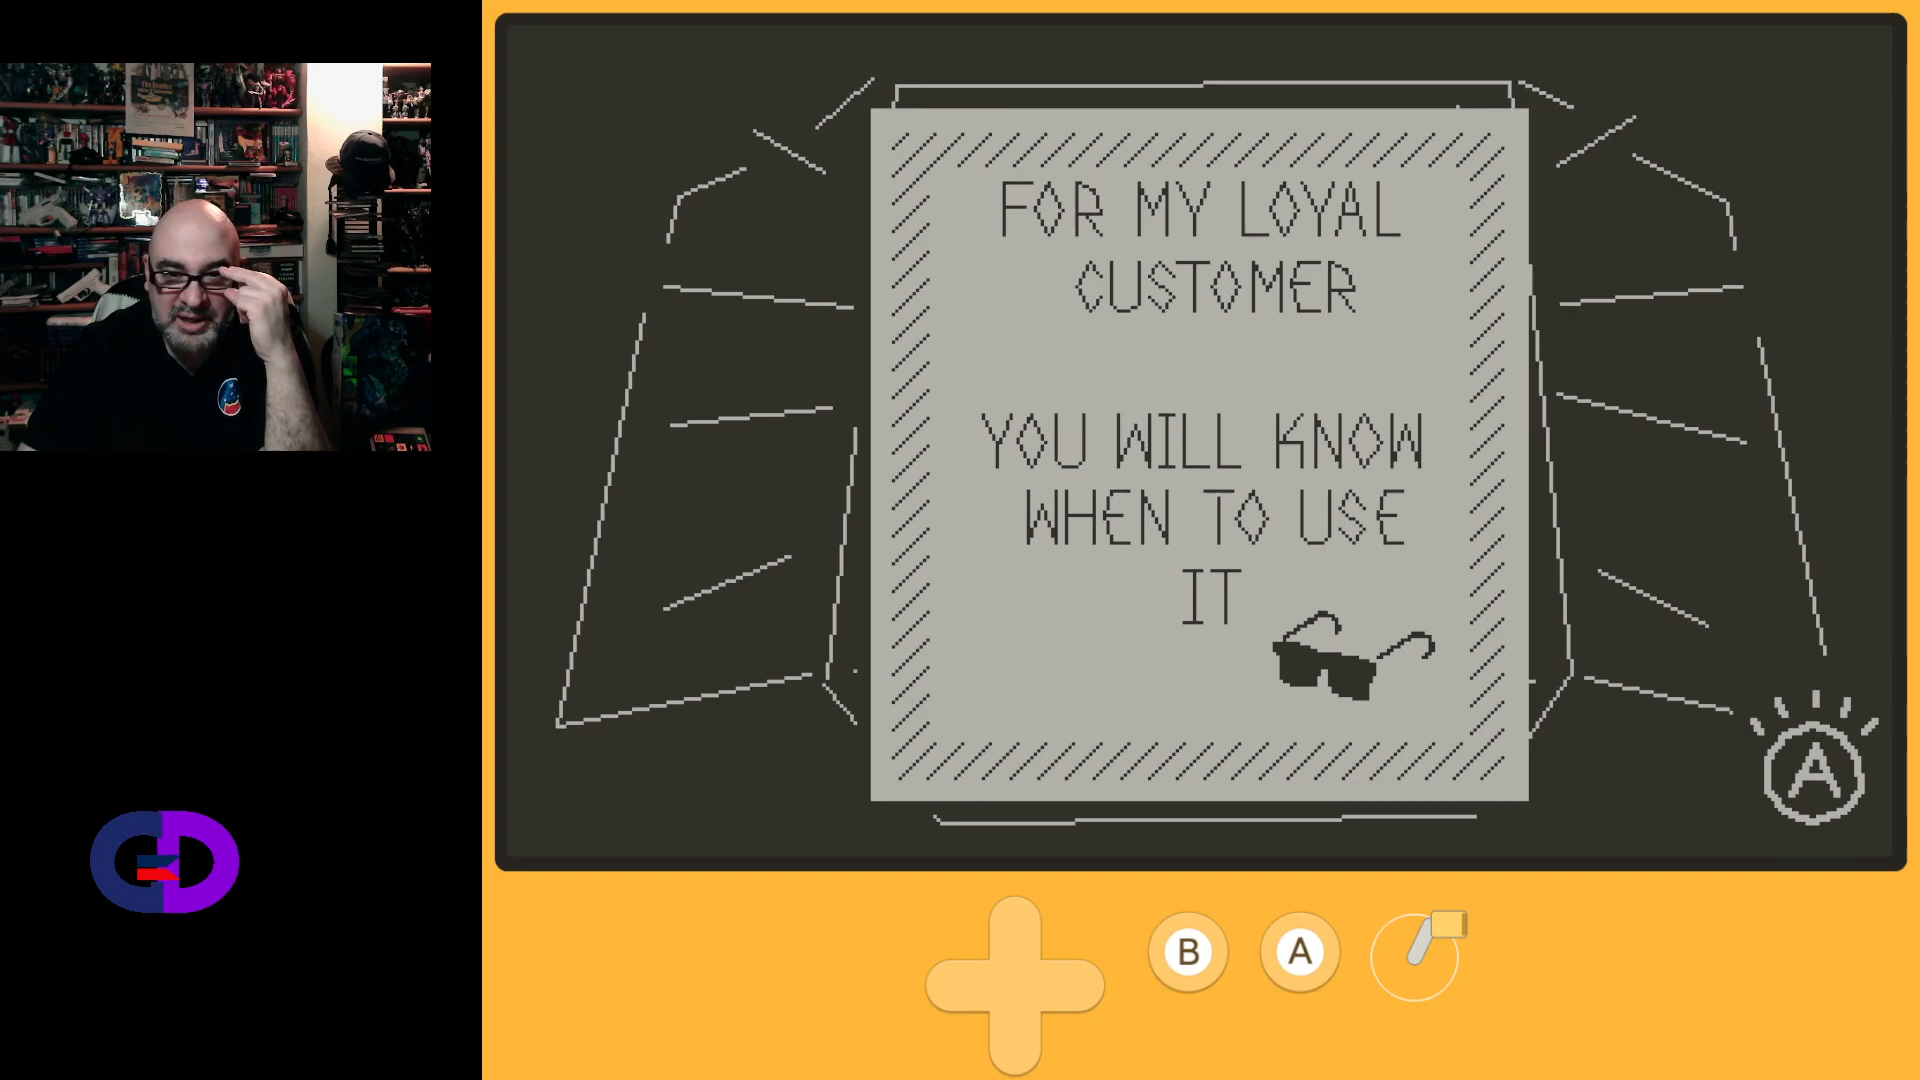 FOR MY LOYAL
CUSTOMER
YOU WILL KNOW
WHEN TO USE
IT
A
B
A